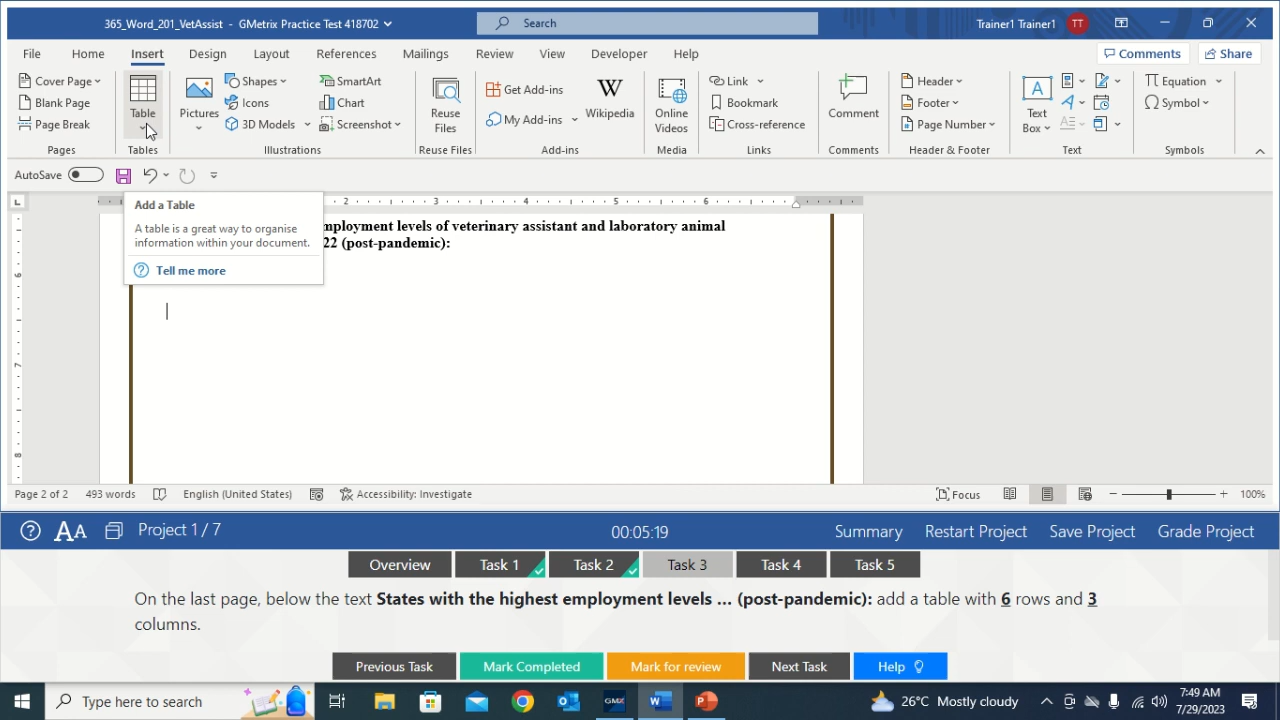 365_Word_201_VetAssist - GMetrix Practice Test 418702
Search
Trainer1 Trainer1
TT
File Home Insert Design Layout References Mailings Review View Developer Help
Comments Share
Cover Page
Blank Page
Page Break
Pages
Table
Tables
Pictures
Shapes
Icons
3D Models
SmartArt
Chart
Screenshot
Illustrations
Reuse
Files
Reuse Files
Get Add-ins
My Add-ins
Wikipedia
Add-ins
Online
Videos
Media
Link
Bookmark
Cross-reference
Links
Comment
Comments
Header
Footer
Page Number
Header & Footer
Text
Box
Text
Equation
Symbol
Symbols
AutoSave
2 3 4 5 6
6
7
8
Add a Table
A table is a great way to organise
information within your document.
Tell me more
mployment levels of veterinary assistant and laboratory animal
22 (post-pandemic):
Page 2 of 2 493 words English (United States) Accessibility: Investigate
Focus
100%
Project 1 / 7
00:05:19
Summary Restart Project Save Project Grade Project
Overview Task 1 Task 2 Task 3 Task 4 Task 5
On the last page, below the text States with the highest employment levels ... (post-pandemic): add a table with 6 rows and 3
columns.
Previous Task Mark Completed Mark for review Next Task Help
Type here to search
GMX
26°C Mostly cloudy
7:49 AM
7/29/2023